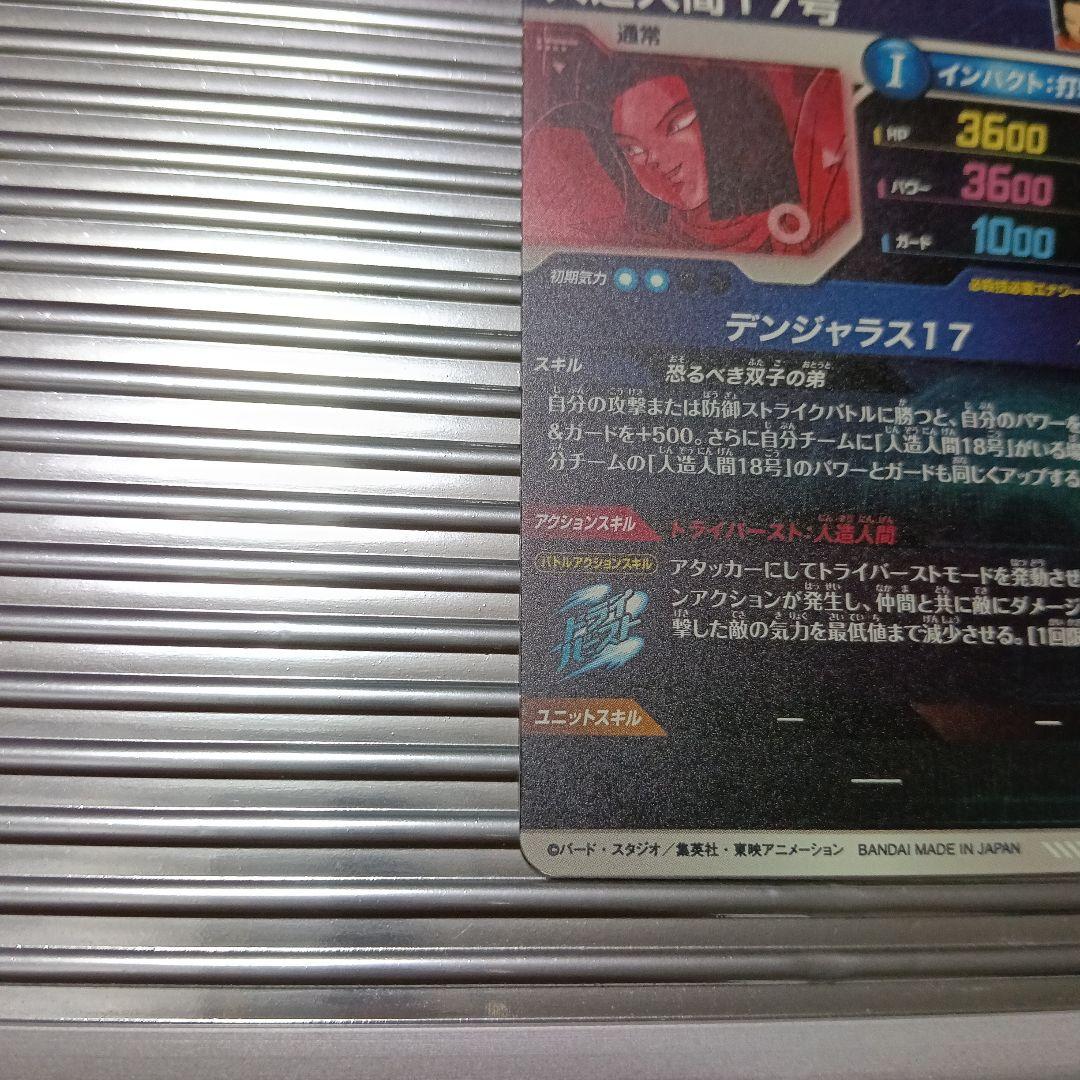 人造人間17号
通常
I インパクト:打
HP 3600
パワー 3600
ガード 1000
初期気力
デンジャラス17
スキル
恐るべき双子の弟
自分の攻撃または防御ストライクバトルに勝つと、自分のパワーを
&ガードを+500。さらに自分チームに「人造人間18号」がいる場
分チームの「人造人間18号」のパワーとガードも同じくアップする
アクションスキル
トライバースト:人造人間
バトルアクションスキル
アタッカーにしてトライバーストモードを発動させ
ンアクションが発生し、仲間と共に敵にダメージ
撃した敵の気力を最低値まで減少させる。[1回限
ユニットスキル
— —
—
©バード・スタジオ/集英社・東映アニメーション BANDAI MADE IN JAPAN